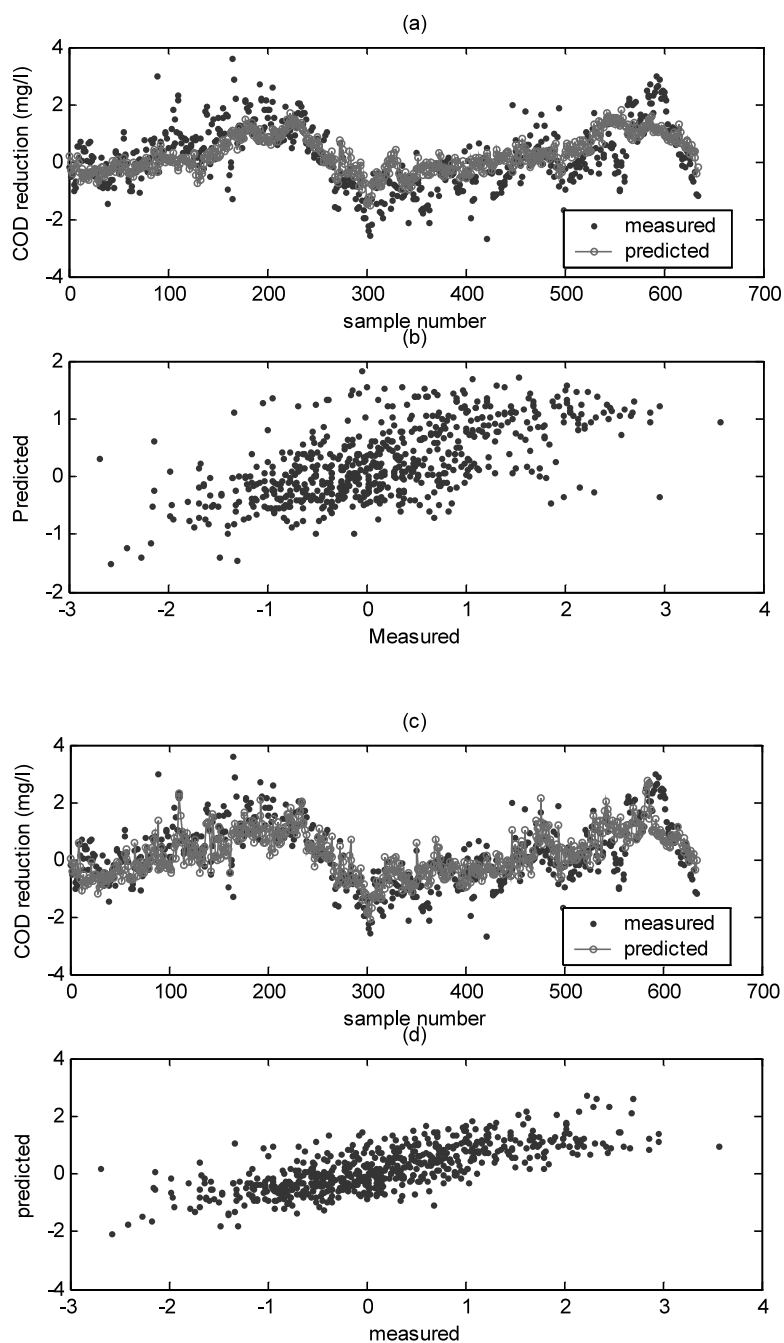 (a)
4
2
0
-2
-4
COD reduction (mg/l)
measured
predicted
0 100 200 300 400 500 600 700
sample number
(b)
2
1
0
-1
-2
Predicted
-3 -2 -1 0 1 2 3 4
Measured
(c)
4
2
0
-2
-4
COD reduction (mg/l)
measured
predicted
0 100 200 300 400 500 600 700
sample number
(d)
4
2
0
-2
-4
predicted
-3 -2 -1 0 1 2 3 4
measured